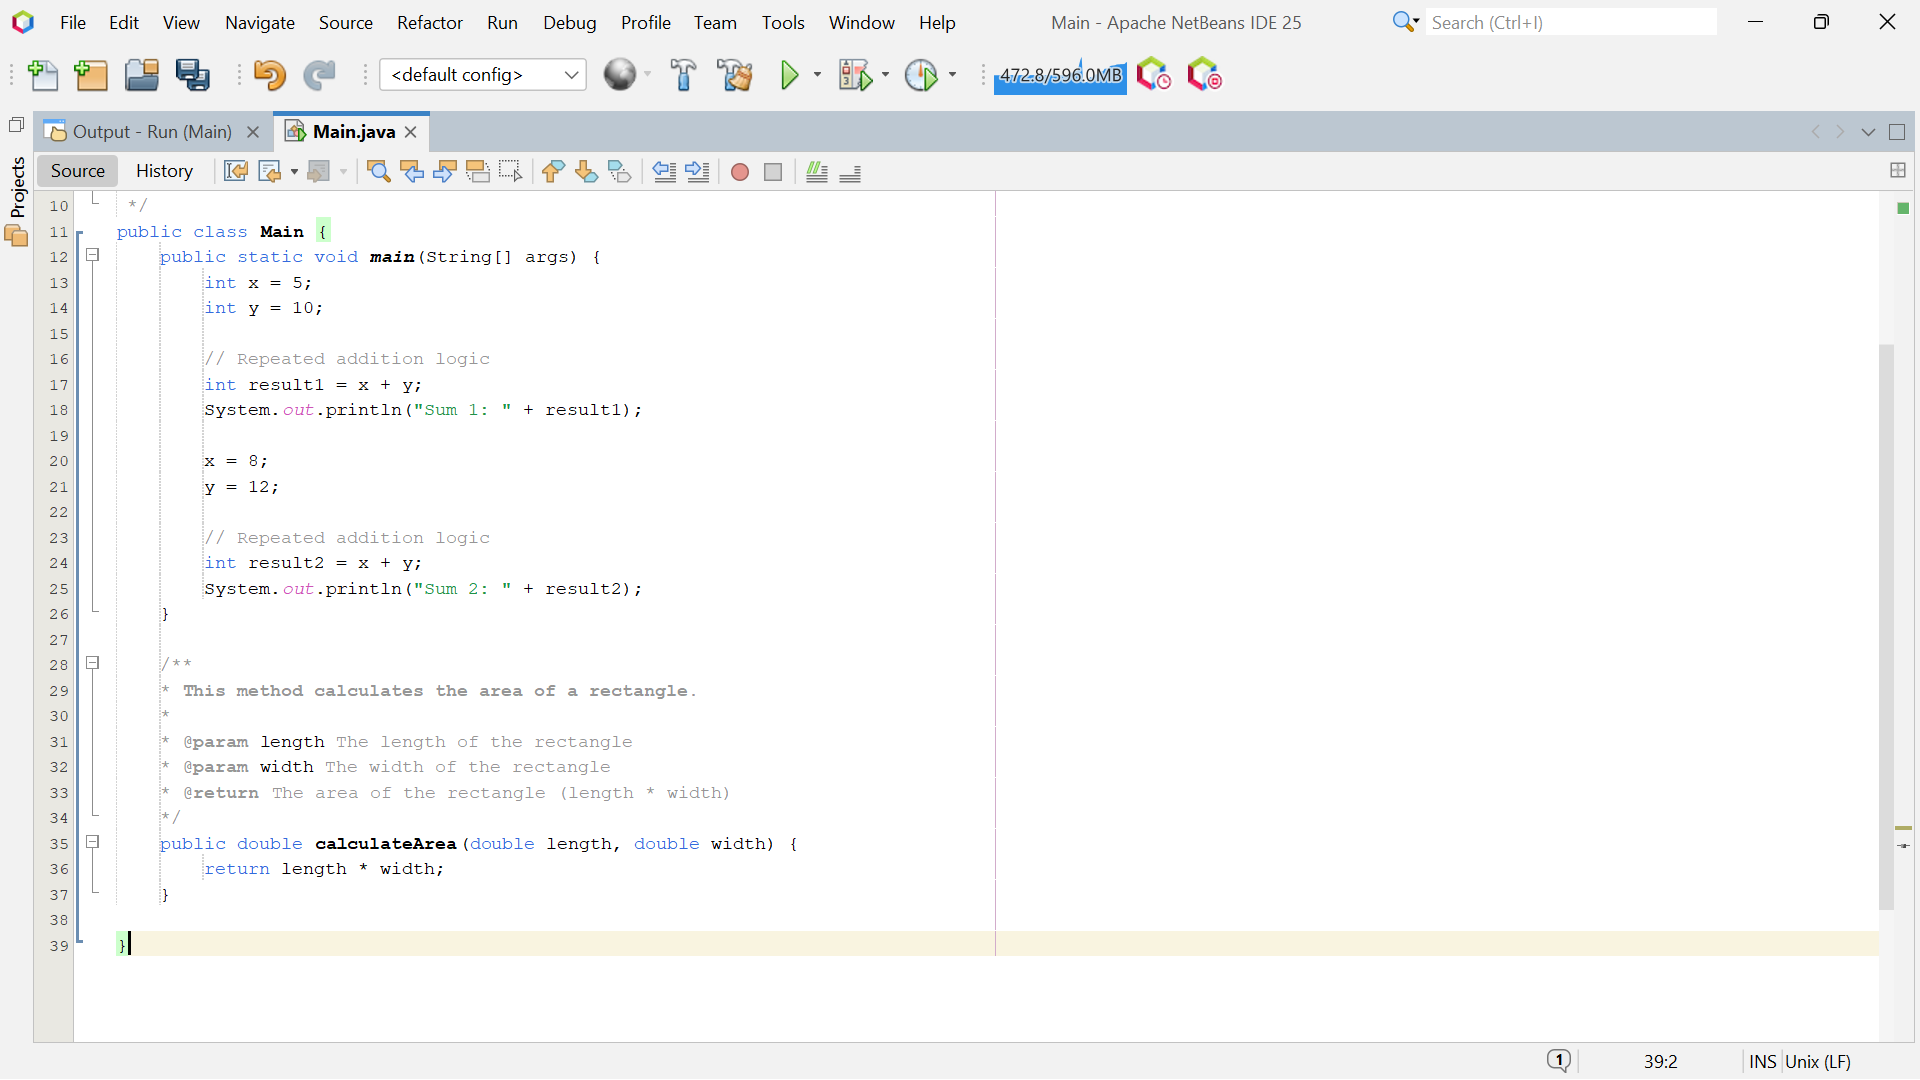 File Edit View Navigate Source Refactor Run Debug Profile Team Tools Window Help Main - Apache NetBeans IDE 25 Search (Ctrl+I)
<default config> 472.8/596.0MB
Projects
Output - Run (Main) Main.java
Source History
10 */
11 public class Main {
12 public static void main(String[] args) {
13 int x = 5;
14 int y = 10;
15
16 // Repeated addition logic
17 int result1 = x + y;
18 System.out.println("Sum 1: " + result1);
19
20 x = 8;
21 y = 12;
22
23 // Repeated addition logic
24 int result2 = x + y;
25 System.out.println("Sum 2: " + result2);
26 }
27
28 /**
29 * This method calculates the area of a rectangle.
30 *
31 * @param length The length of the rectangle
32 * @param width The width of the rectangle
33 * @return The area of the rectangle (length * width)
34 */
35 public double calculateArea(double length, double width) {
36 return length * width;
37 }
38
39 }
1 39:2 INS Unix (LF)